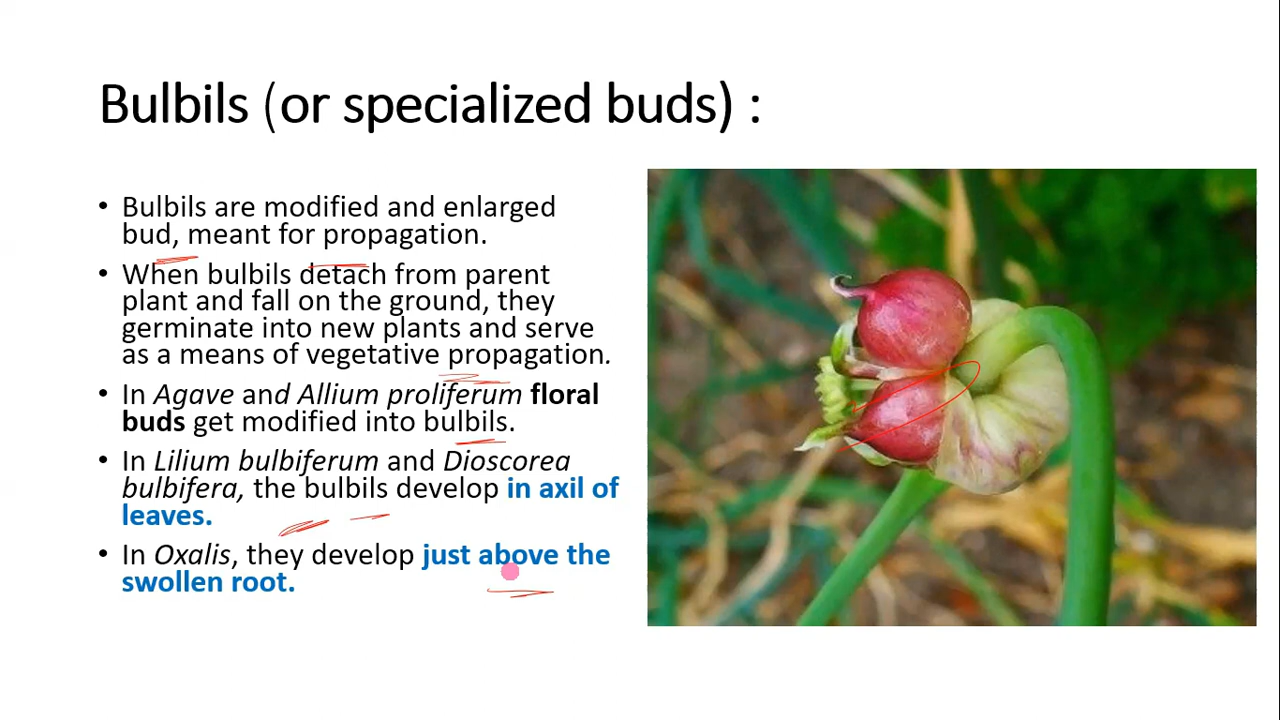 Bulbils (or specialized buds) :
• Bulbils are modified and enlarged
bud, meant for propagation.
• When bulbils detach from parent
plant and fall on the ground, they
germinate into new plants and serve
as a means of vegetative propagation.
• In Agave and Allium proliferum floral
buds get modified into bulbils.
• In Lilium bulbiferum and Dioscorea
bulbifera, the bulbils develop in axil of
leaves.
• In Oxalis, they develop just above the
swollen root.